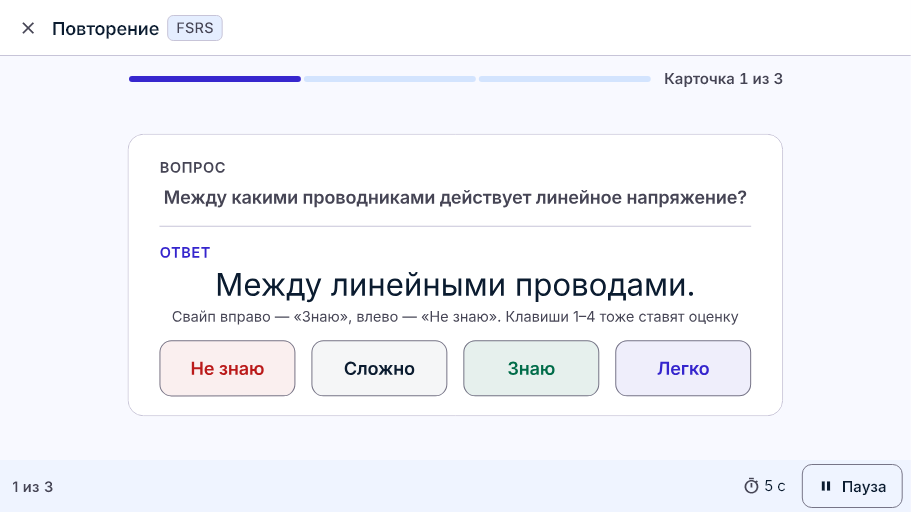 Повторение FSRS
Карточка 1 из 3
ВОПРОС
Между какими проводниками действует линейное напряжение?
ОТВЕТ
Между линейными проводами.
Свайп вправо — «Знаю», влево — «Не знаю». Клавиши 1–4 тоже ставят оценку
Не знаю Сложно Знаю Легко
1 из 3 5 с Пауза